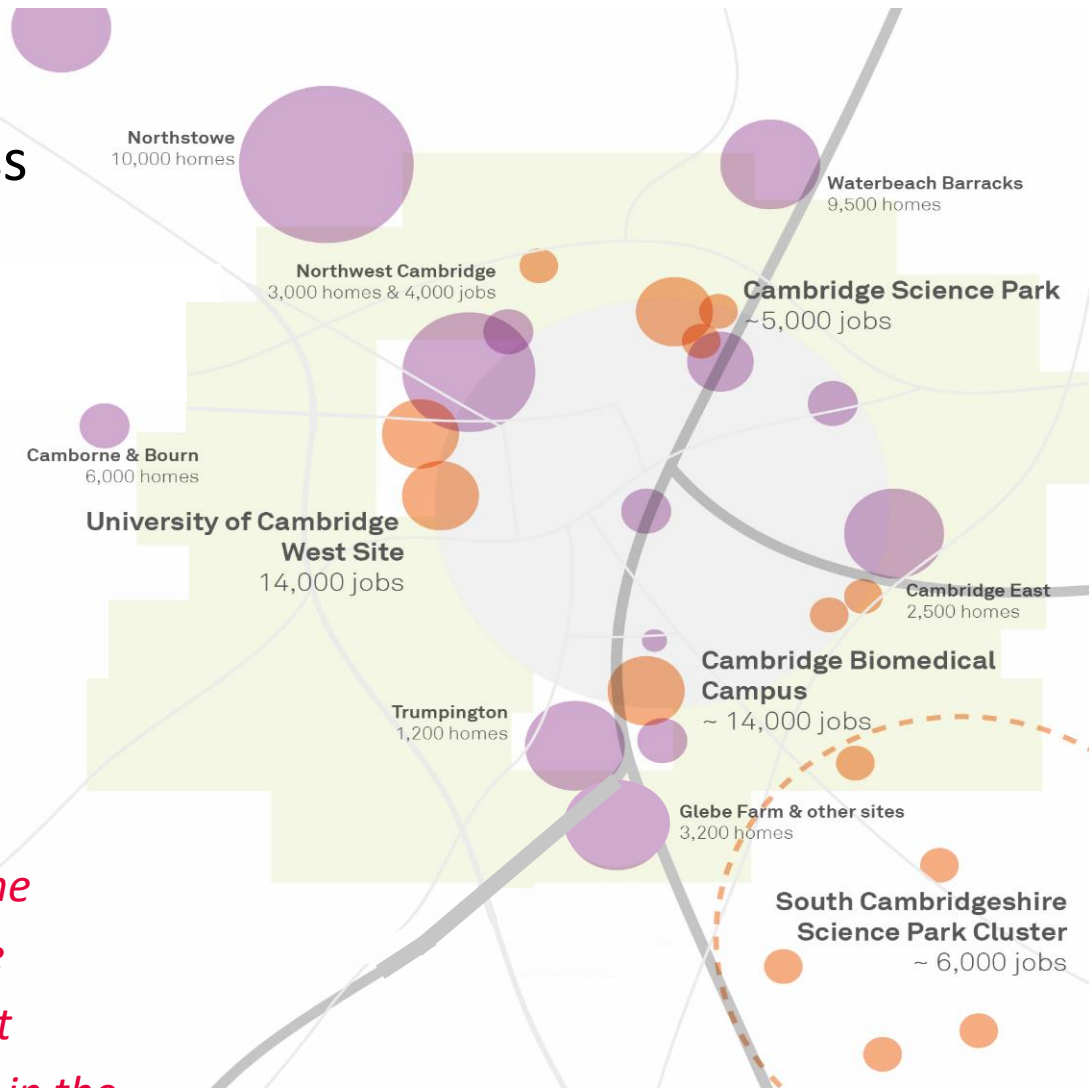 Northstowe
10,000 homes
Waterbeach Barracks
9,500 homes
Northwest Cambridge
3,000 homes & 4,000 jobs
Cambridge Science Park
~5,000 jobs
Camborne & Bourn
6,000 homes
University of Cambridge
West Site
14,000 jobs
Cambridge East
2,500 homes
Cambridge Biomedical
Campus
~ 14,000 jobs
Trumpington
1,200 homes
Glebe Farm & other sites
3,200 homes
South Cambridgeshire
Science Park Cluster
~ 6,000 jobs
in the